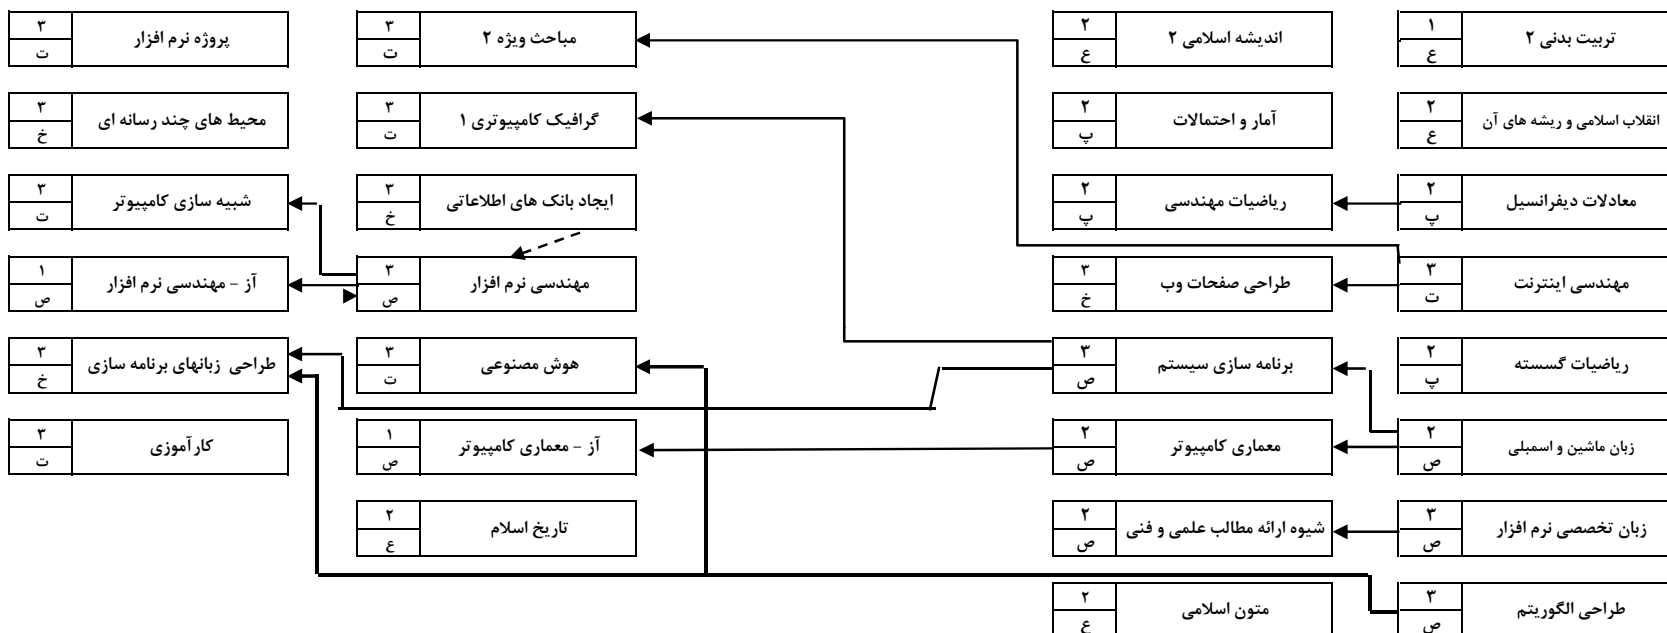 تربیت بدنی ۲
۱
ع
اندیشه اسلامی ۲
۲
ع
مباحث ویژه ۲
۳
ت
پروژه نرم افزار
۳
ت
انقلاب اسلامی و ریشه های آن
۲
ع
آمار و احتمالات
۲
پ
گرافیک کامپیوتری ۱
۳
ت
محیط های چند رسانه ای
۳
خ
معادلات دیفرانسیل
۲
پ
ریاضیات مهندسی
۲
پ
ایجاد بانک های اطلاعاتی
۳
خ
شبیه سازی کامپیوتر
۳
ت
مهندسی اینترنت
۳
ت
طراحی صفحات وب
۳
خ
مهندسی نرم افزار
۳
ص
آز - مهندسی نرم افزار
۱
ص
ریاضیات گسسته
۲
پ
برنامه سازی سیستم
۳
ص
هوش مصنوعی
۳
ت
طراحی زبانهای برنامه سازی
۳
خ
زبان ماشین و اسمبلی
۲
ص
معماری کامپیوتر
۲
ص
آز - معماری کامپیوتر
۱
ص
کارآموزی
۳
ت
زبان تخصصی نرم افزار
۳
ص
شیوه ارائه مطالب علمی و فنی
۲
ص
تاریخ اسلام
۲
ع
طراحی الگوریتم
۳
ص
متون اسلامی
۲
ع